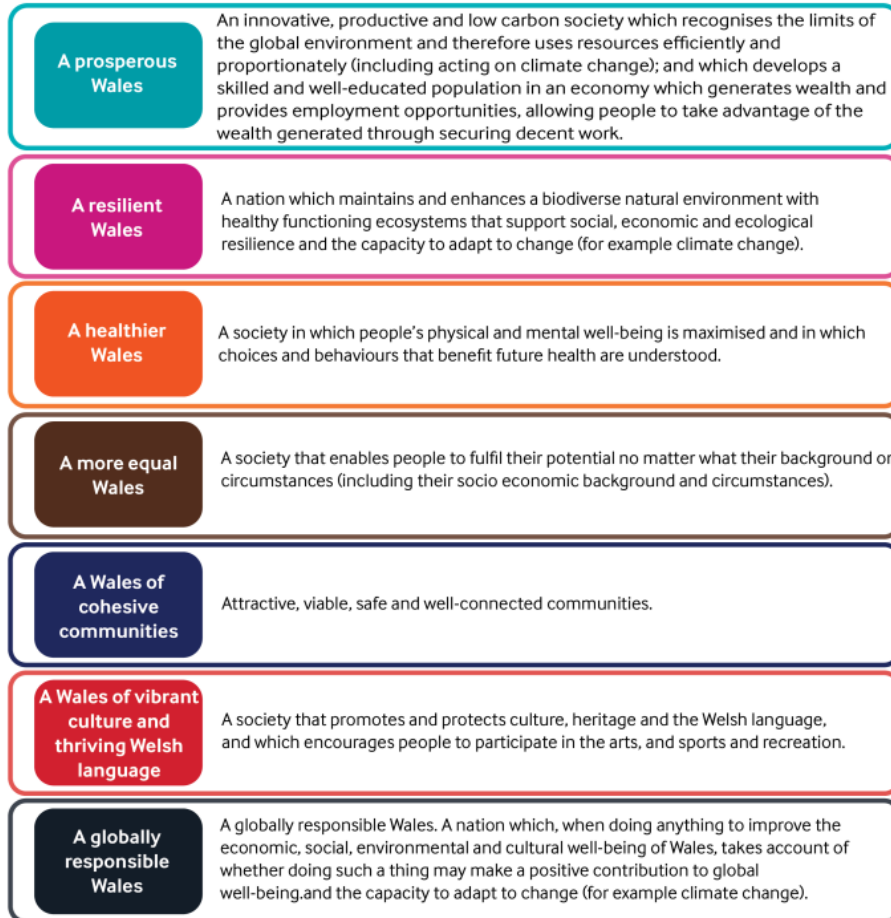 A prosperous
Wales
An innovative, productive and low carbon society which recognises the limits of
the global environment and therefore uses resources efficiently and
proportionately (including acting on climate change); and which develops a
skilled and well-educated population in an economy which generates wealth and
provides employment opportunities, allowing people to take advantage of the
wealth generated through securing decent work.
A resilient
Wales
A nation which maintains and enhances a biodiverse natural environment with
healthy functioning ecosystems that support social, economic and ecological
resilience and the capacity to adapt to change (for example climate change).
A healthier
Wales
A society in which people's physical and mental well-being is maximised and in which
choices and behaviours that benefit future health are understood.
A more equal
Wales
A society that enables people to fulfil their potential no matter what their background or
circumstances (including their socio economic background and circumstances).
A Wales of
cohesive
communities
Attractive, viable, safe and well-connected communities.
A Wales of vibrant
culture and
thriving Welsh
language
A society that promotes and protects culture, heritage and the Welsh language,
and which encourages people to participate in the arts, and sports and recreation.
A globally
responsible
Wales
A globally responsible Wales. A nation which, when doing anything to improve the
economic, social, environmental and cultural well-being of Wales, takes account of
whether doing such a thing may make a positive contribution to global
well-being.and the capacity to adapt to change (for example climate change).